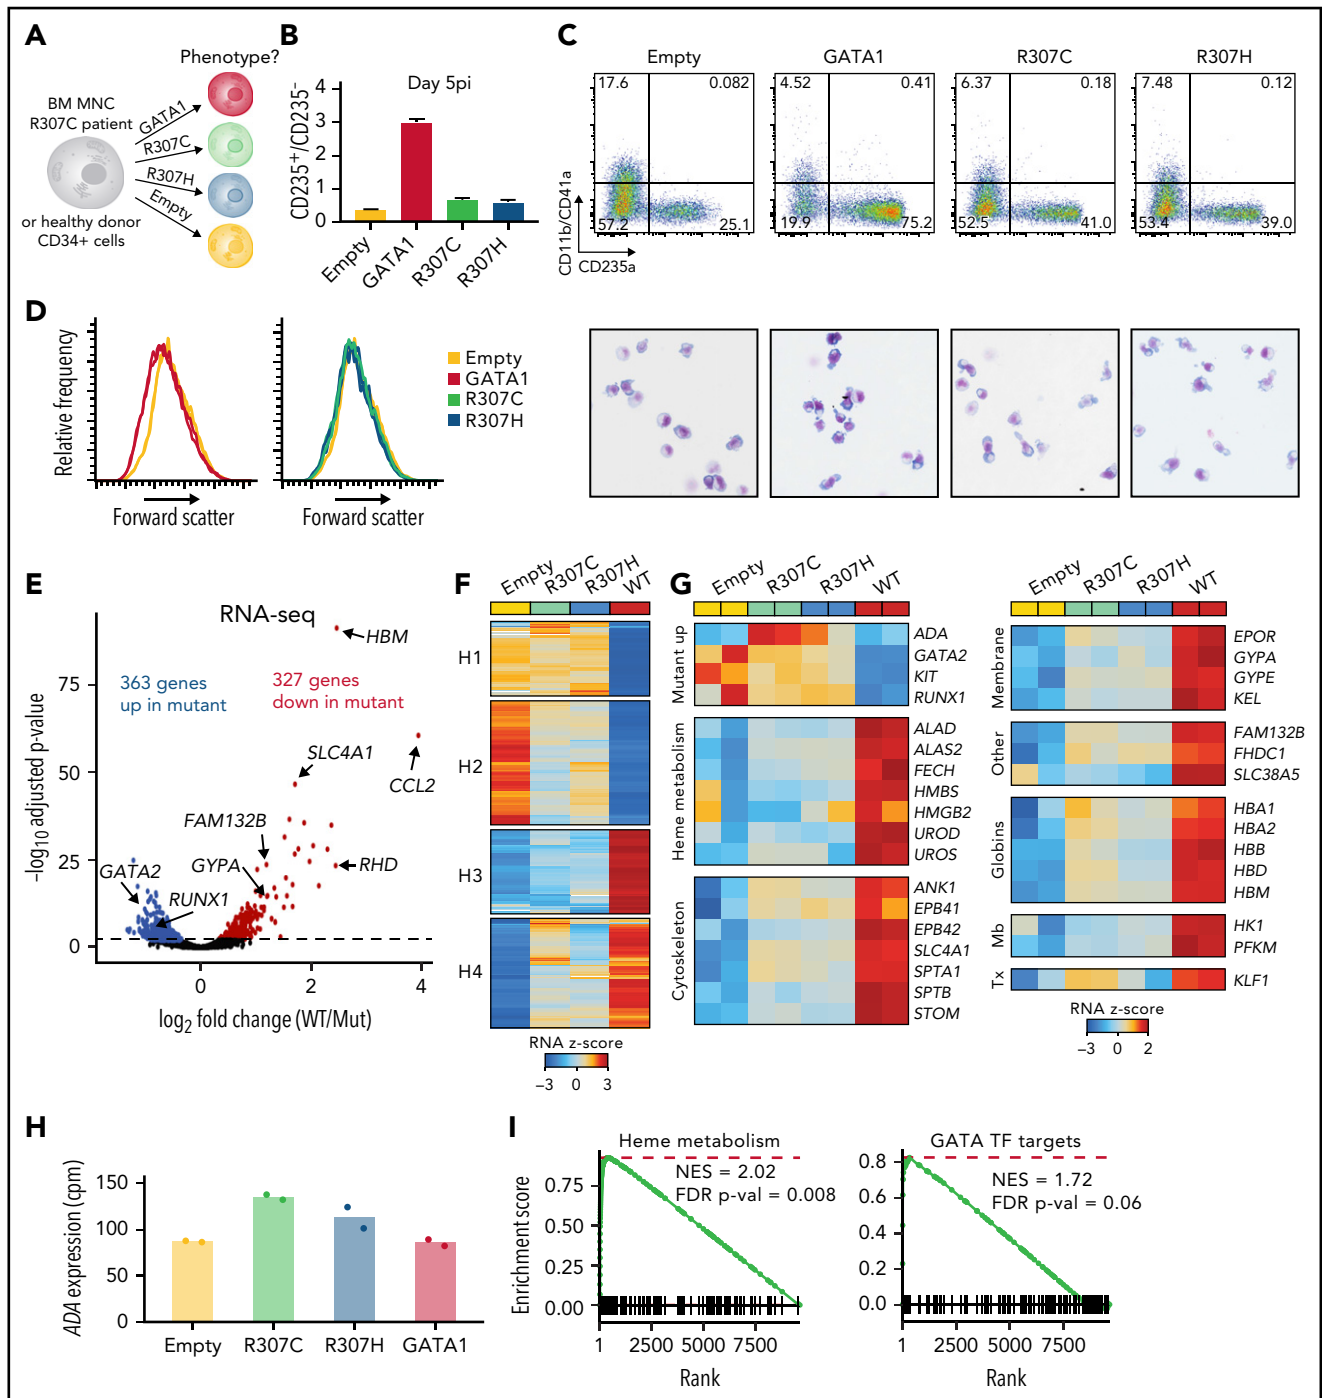 A
Phenotype?
BM MNC
R307C patient
GATA1
R307C
R307H
Empty
or healthy donor
CD34+ cells
B
Day 5pi
CD235⁺/CD235⁻
4
3
2
1
0
Empty
GATA1
R307C
R307H
C
Empty
GATA1
R307C
R307H
17.6
0.082
57.2
25.1
4.52
0.41
19.9
75.2
6.37
0.18
52.5
41.0
7.48
0.12
53.4
39.0
CD11b/CD41a
CD235a
D
Relative frequency
Forward scatter
Forward scatter
Empty
GATA1
R307C
R307H
E
RNA-seq
363 genes
up in mutant
327 genes
down in mutant
HBM
CCL2
SLC4A1
FAM132B
GYPA
RHD
GATA2
RUNX1
–log₁₀ adjusted p-value
75
50
25
0
0
2
4
log₂ fold change (WT/Mut)
F
Empty
R307C
R307H
WT
H1
H2
H3
H4
RNA z-score
−3
0
3
G
Empty
R307C
R307H
WT
Mutant up
ADA
GATA2
KIT
RUNX1
Heme metabolism
ALAD
ALAS2
FECH
HMBS
HMGB2
UROD
UROS
Cytoskeleton
ANK1
EPB41
EPB42
SLC4A1
SPTA1
SPTB
STOM
Empty
R307C
R307H
WT
Membrane
EPOR
GYPA
GYPE
KEL
Other
FAM132B
FHDC1
SLC38A5
Globins
HBA1
HBA2
HBB
HBD
HBM
Mb
HK1
PFKM
Tx
KLF1
RNA z-score
−3
0
2
H
ADA expression (cpm)
150
100
50
0
Empty
R307C
R307H
GATA1
I
Heme metabolism
NES = 2.02
FDR p-val = 0.008
Enrichment score
0.75
0.50
0.25
0.00
1
2500
5000
7500
Rank
GATA TF targets
NES = 1.72
FDR p-val = 0.06
0.8
0.6
0.4
0.2
0.0
1
2500
5000
7500
Rank